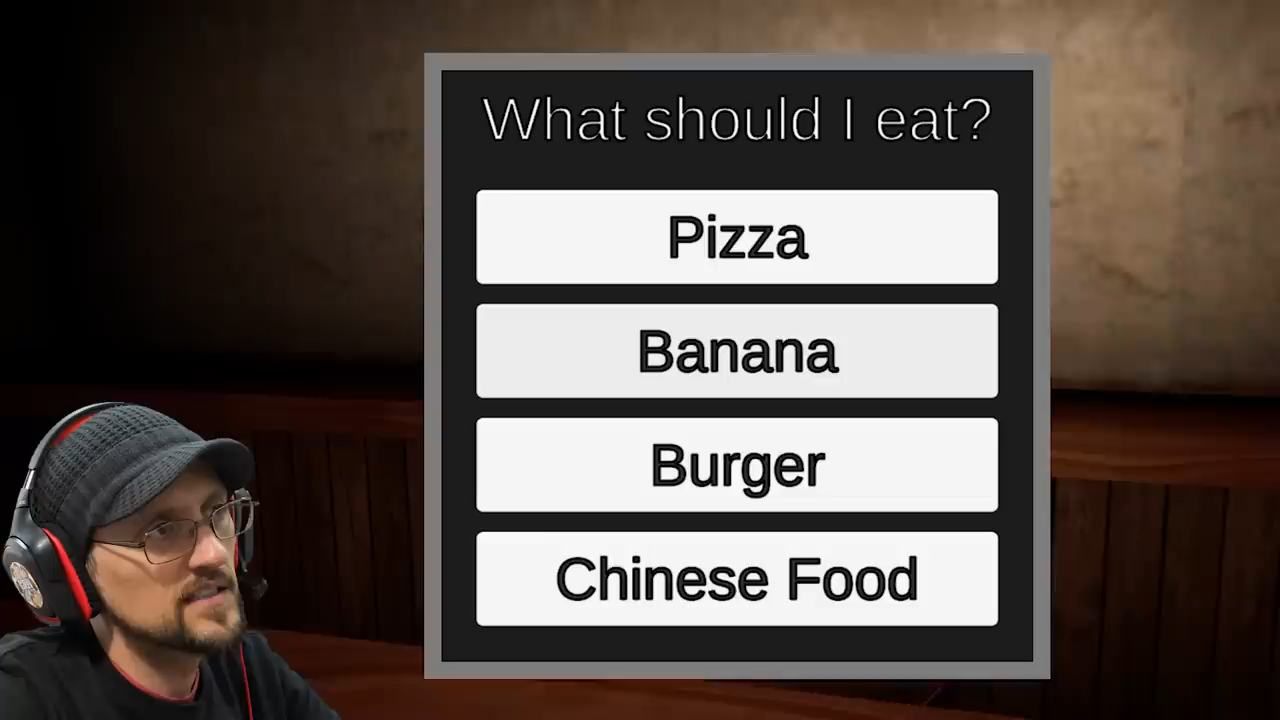 What should I eat?
Pizza
Banana
Burger
Chinese Food